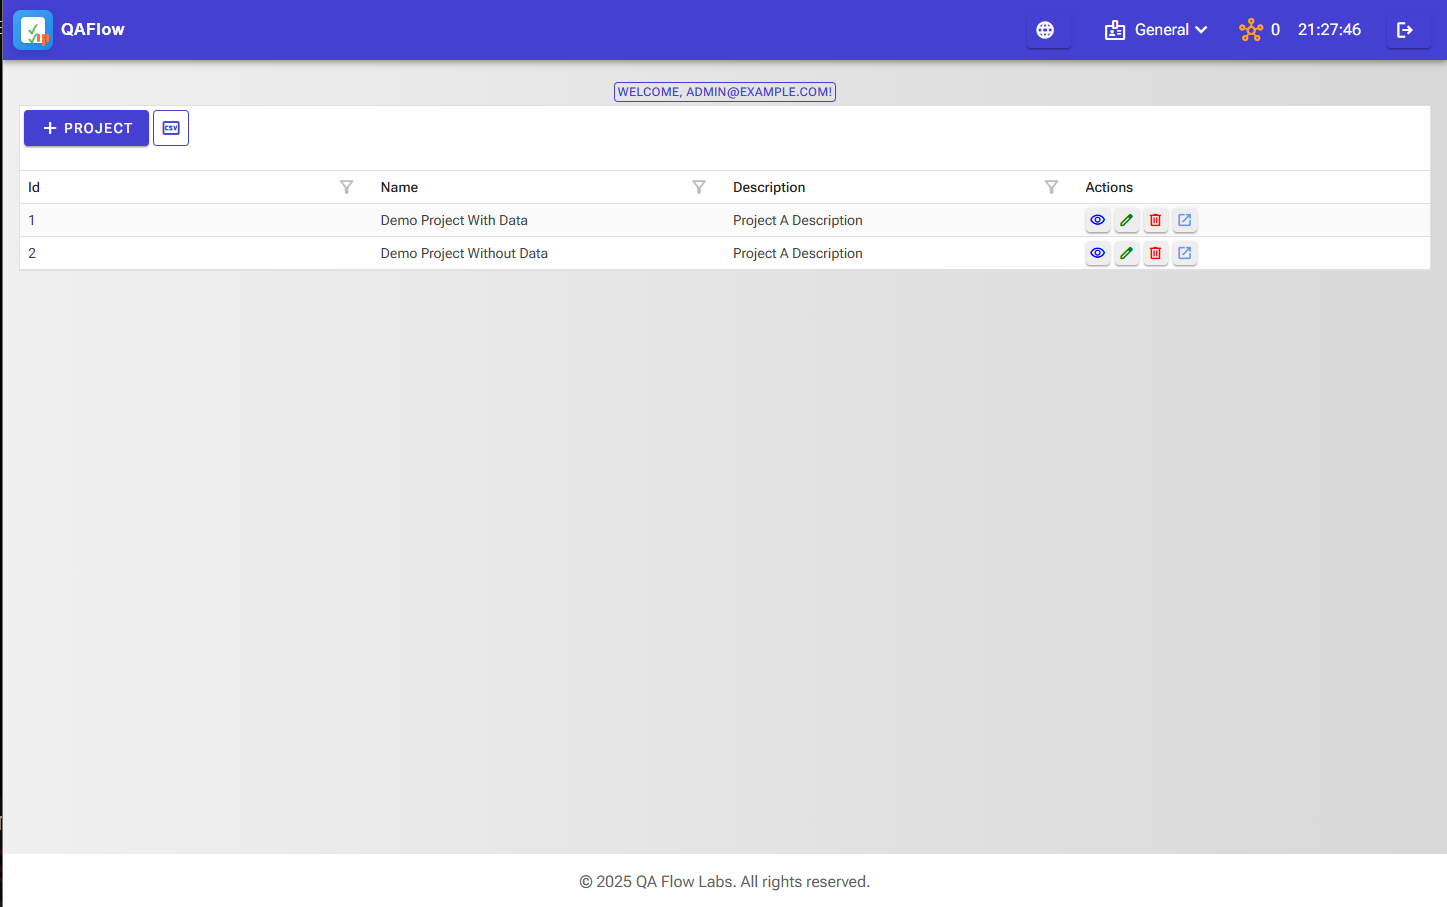 QAFlow
General
0
21:27:46
WELCOME, ADMIN@EXAMPLE.COM!
PROJECT
CSV
Id Name Description Actions
1 Demo Project With Data Project A Description
2 Demo Project Without Data Project A Description
© 2025 QA Flow Labs. All rights reserved.